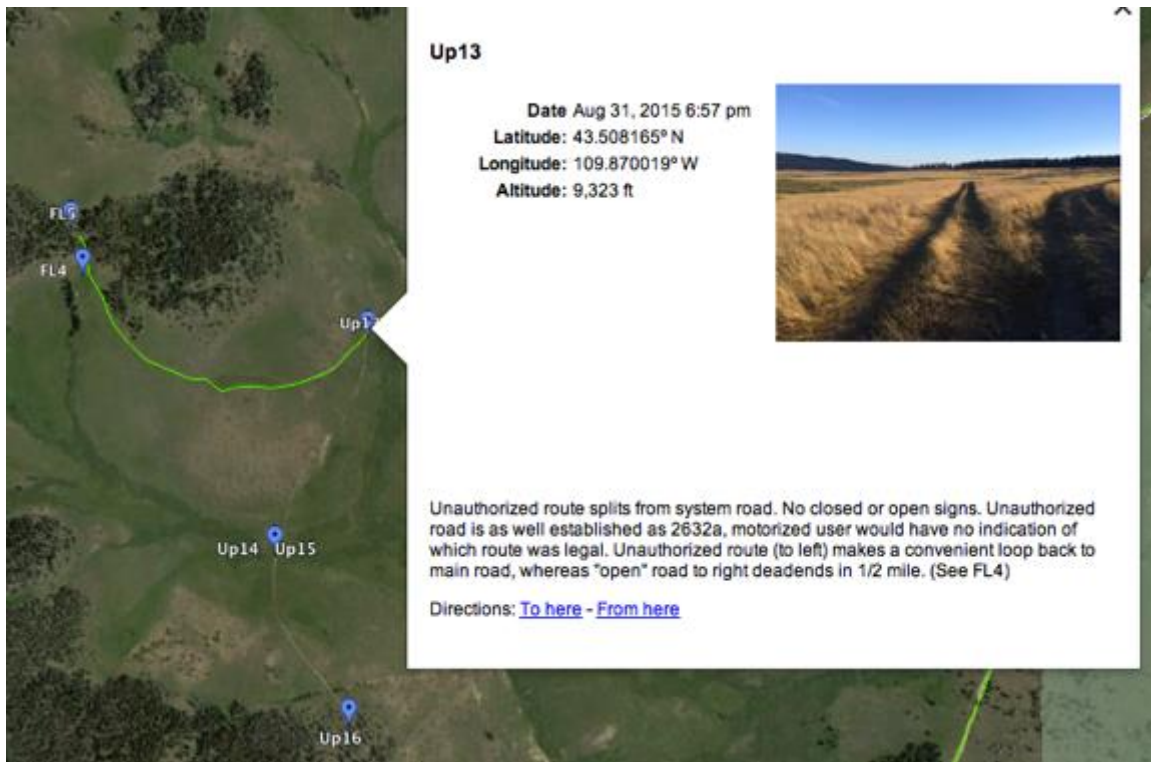 Up13
Date Aug 31, 2015 6:57 pm
Latitude: 43.508165º N
Longitude: 109.870019º W
Altitude: 9,323 ft
FL5
FL4
Up14 Up15
Up16
Unauthorized route splits from system road. No closed or open signs. Unauthorized
road is as well established as 2632a, motorized user would have no indication of
which route was legal. Unauthorized route (to left) makes a convenient loop back to
main road, whereas "open" road to right deadends in 1/2 mile. (See FL4)
Directions: To here - From here